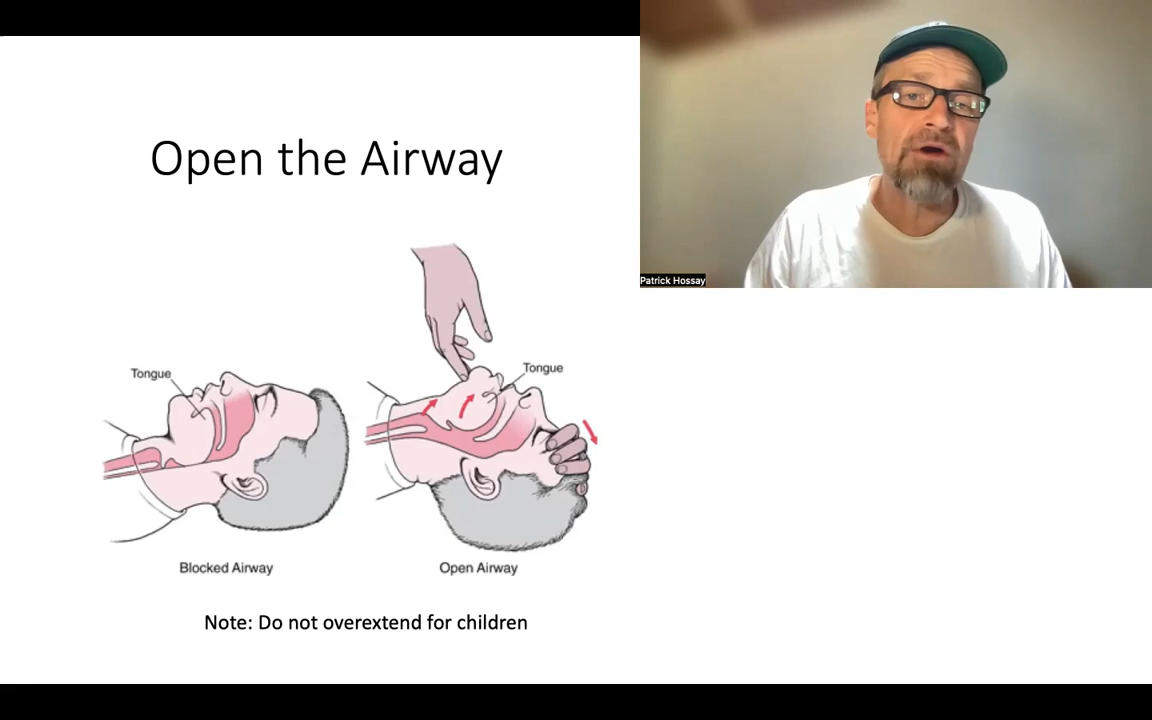 Open the Airway
Patrick Hossay
Tongue
Tongue
Blocked Airway
Open Airway
Note: Do not overextend for children